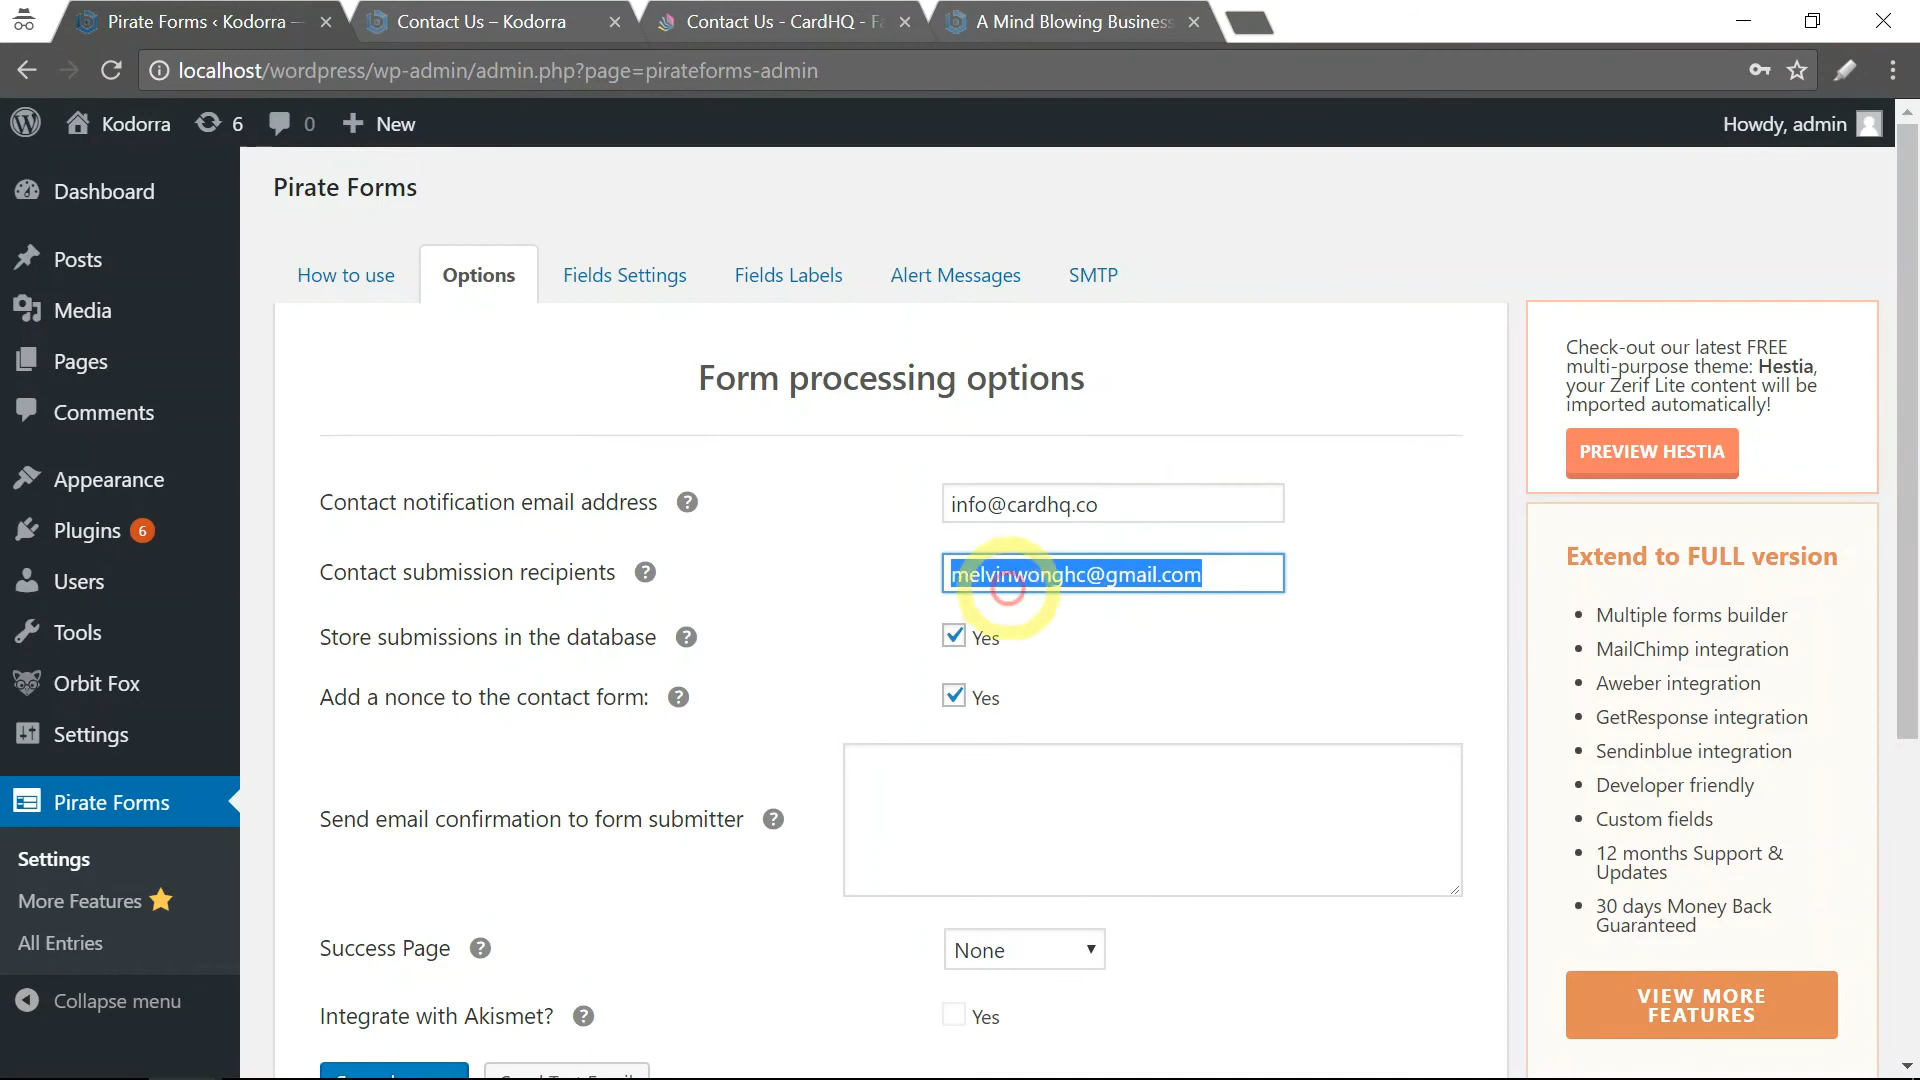 Pirate Forms ‹ Kodorra —
Contact Us – Kodorra
Contact Us - CardHQ - Fa
A Mind Blowing Business
localhost/wordpress/wp-admin/admin.php?page=pirateforms-admin
Kodorra
6
0
New
Howdy, admin
Dashboard
Posts
Media
Pages
Comments
Appearance
Plugins 6
Users
Tools
Orbit Fox
Settings
Pirate Forms
Settings
More Features
All Entries
Collapse menu
Pirate Forms
How to use
Options
Fields Settings
Fields Labels
Alert Messages
SMTP
Form processing options
Contact notification email address ?
info@cardhq.co
Contact submission recipients ?
melvinwonghc@gmail.com
Store submissions in the database ?
Yes
Add a nonce to the contact form: ?
Yes
Send email confirmation to form submitter ?
Success Page ?
None
Integrate with Akismet? ?
Yes
Check-out our latest FREE
multi-purpose theme: Hestia,
your Zerif Lite content will be
imported automatically!
PREVIEW HESTIA
Extend to FULL version
Multiple forms builder
MailChimp integration
Aweber integration
GetResponse integration
Sendinblue integration
Developer friendly
Custom fields
12 months Support &
Updates
30 days Money Back
Guaranteed
VIEW MORE
FEATURES